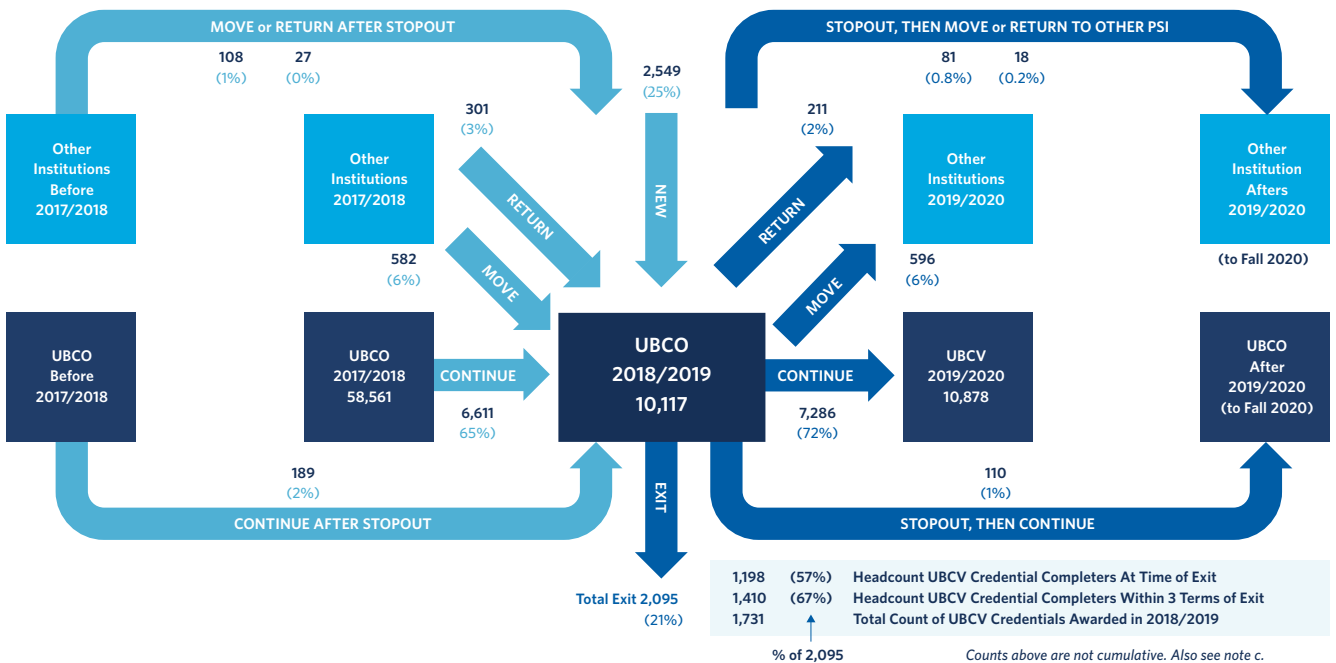 MOVE or RETURN AFTER STOPOUT
STOPOUT, THEN MOVE or RETURN TO OTHER PSI
108 27
(1%) (0%)
2,549
(25%)
81 18
(0.8%) (0.2%)
301
(3%)
211
(2%)
Other
Institutions
Before
2017/2018
Other
Institutions
2017/2018
RETURN
NEW
RETURN
Other
Institutions
2019/2020
Other
Institution
Afters
2019/2020
(to Fall 2020)
582
(6%)
MOVE
MOVE
596
(6%)
UBCO
Before
2017/2018
UBCO
2017/2018
58,561
CONTINUE
6,611
65%)
UBCO
2018/2019
10,117
CONTINUE
7,286
(72%)
UBCV
2019/2020
10,878
UBCO
After
2019/2020
(to Fall 2020)
189
(2%)
CONTINUE AFTER STOPOUT
EXIT
110
(1%)
STOPOUT, THEN CONTINUE
Total Exit 2,095
(21%)
1,198 (57%) Headcount UBCV Credential Completers At Time of Exit
1,410 (67%) Headcount UBCV Credential Completers Within 3 Terms of Exit
1,731 Total Count of UBCV Credentials Awarded in 2018/2019
% of 2,095
Counts above are not cumulative. Also see note c.